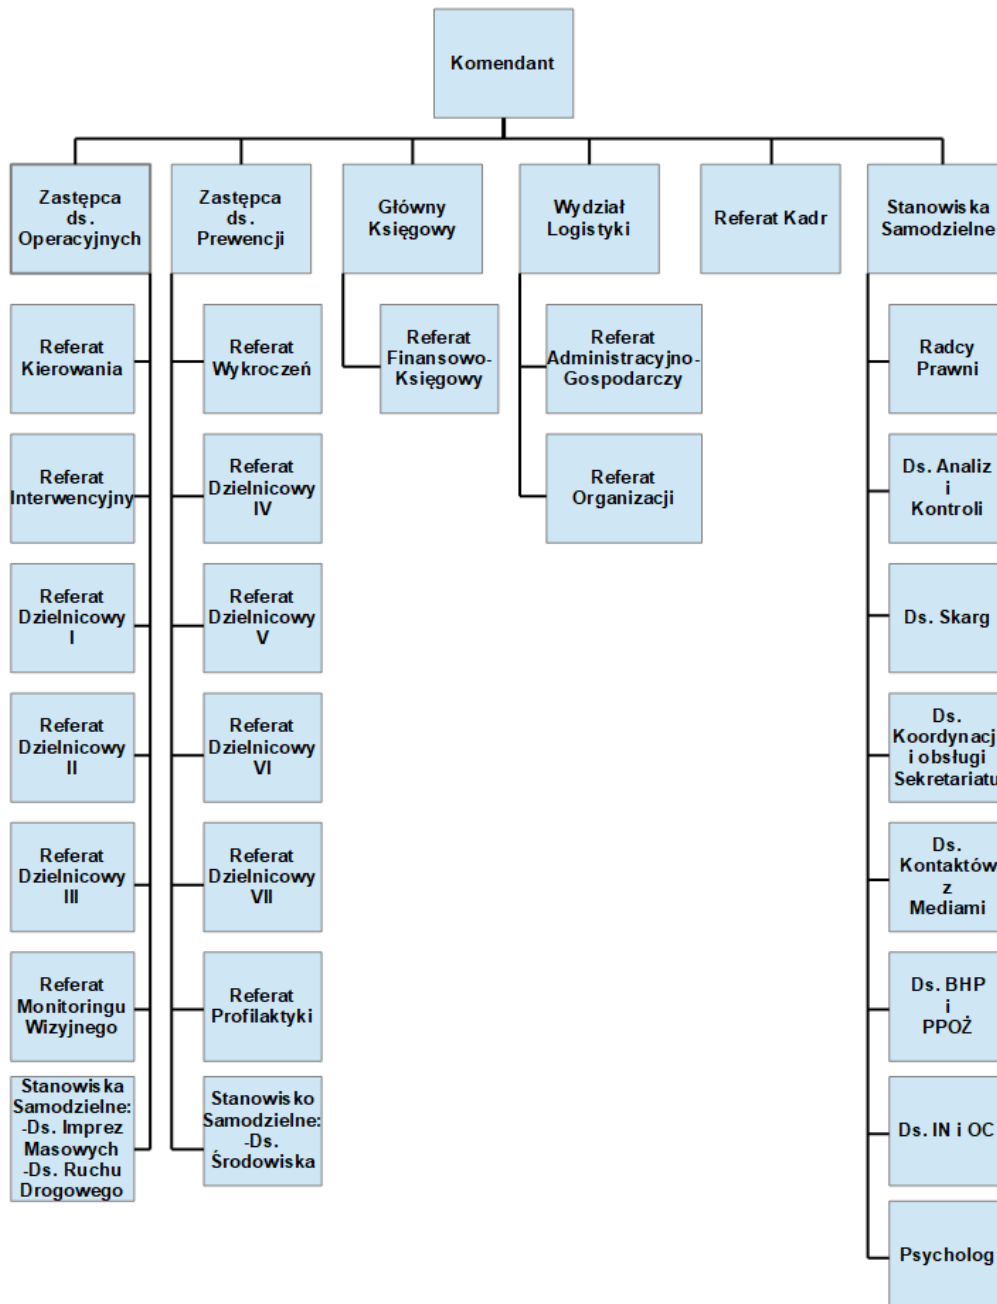 Komendant
Zastępca
ds.
Operacyjnych
Zastępca
ds.
Prewencji
Główny
Księgowy
Wydział
Logistyki
Referat Kadr
Stanowiska
Samodzielne
Referat
Kierowania
Referat
Interwencyjny
Referat
Dzielnicowy
I
Referat
Dzielnicowy
II
Referat
Dzielnicowy
III
Referat
Monitoringu
Wizyjnego
Stanowiska
Samodzielne:
-Ds. Imprez
Masowych
-Ds. Ruchu
Drogowego
Referat
Wykroczeń
Referat
Dzielnicowy
IV
Referat
Dzielnicowy
V
Referat
Dzielnicowy
VI
Referat
Dzielnicowy
VII
Referat
Profilaktyki
Stanowisko
Samodzielne:
-Ds.
Środowiska
Referat
Finansowo-
Księgowy
Referat
Administracyjno-
Gospodarczy
Referat
Organizacji
Radcy
Prawni
Ds. Analiz
i
Kontroli
Ds. Skarg
Ds.
Koordynacji
i obsługi
Sekretariatu
Ds.
Kontaktów
z
Mediami
Ds. BHP
i
PPOŻ
Ds. IN i OC
Psycholog